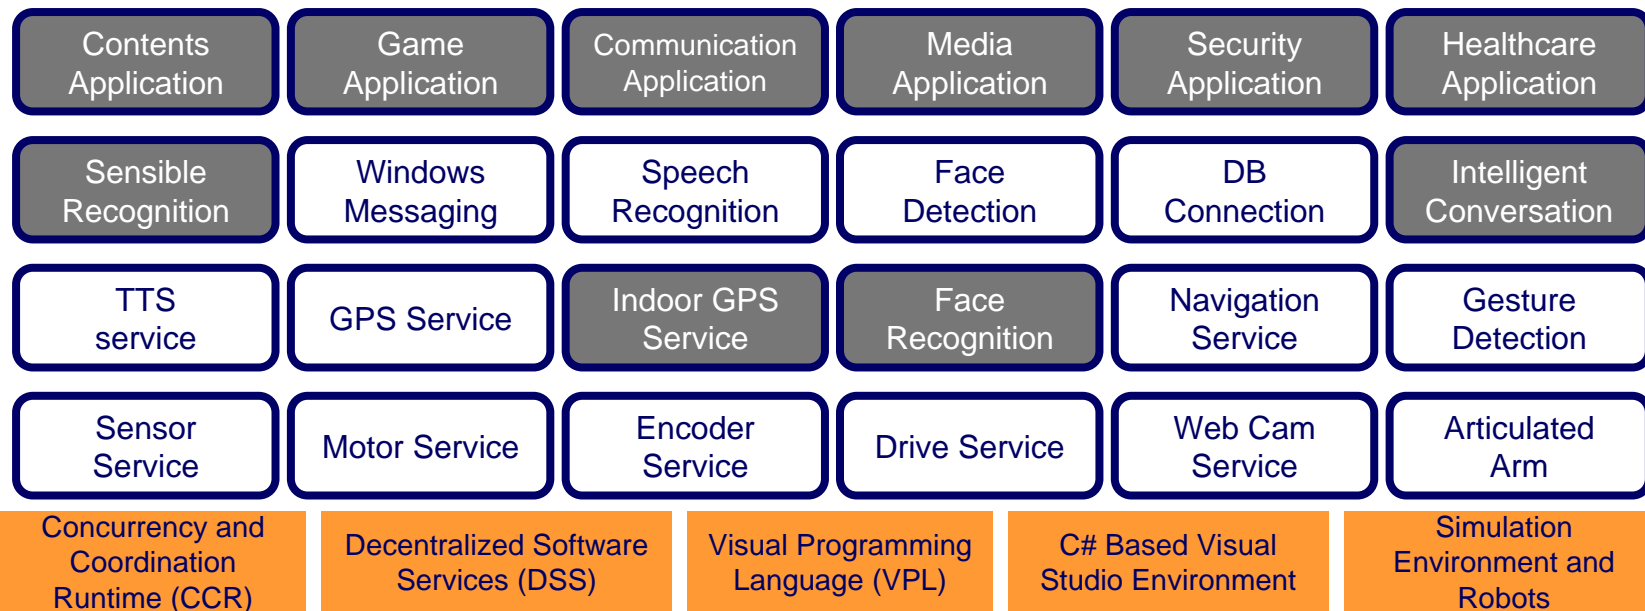 Contents
Application
Game
Application
Communication
Application
Media
Application
Security
Application
Healthcare
Application
Sensible
Recognition
Windows
Messaging
Speech
Recognition
Face
Detection
DB
Connection
Intelligent
Conversation
TTS
service
GPS Service
Indoor GPS
Service
Face
Recognition
Navigation
Service
Gesture
Detection
Sensor
Service
Motor Service
Encoder
Service
Drive Service
Web Cam
Service
Articulated
Arm
Concurrency and
Coordination
Runtime (CCR)
Decentralized Software
Services (DSS)
Visual Programming
Language (VPL)
C# Based Visual
Studio Environment
Simulation
Environment and
Robots